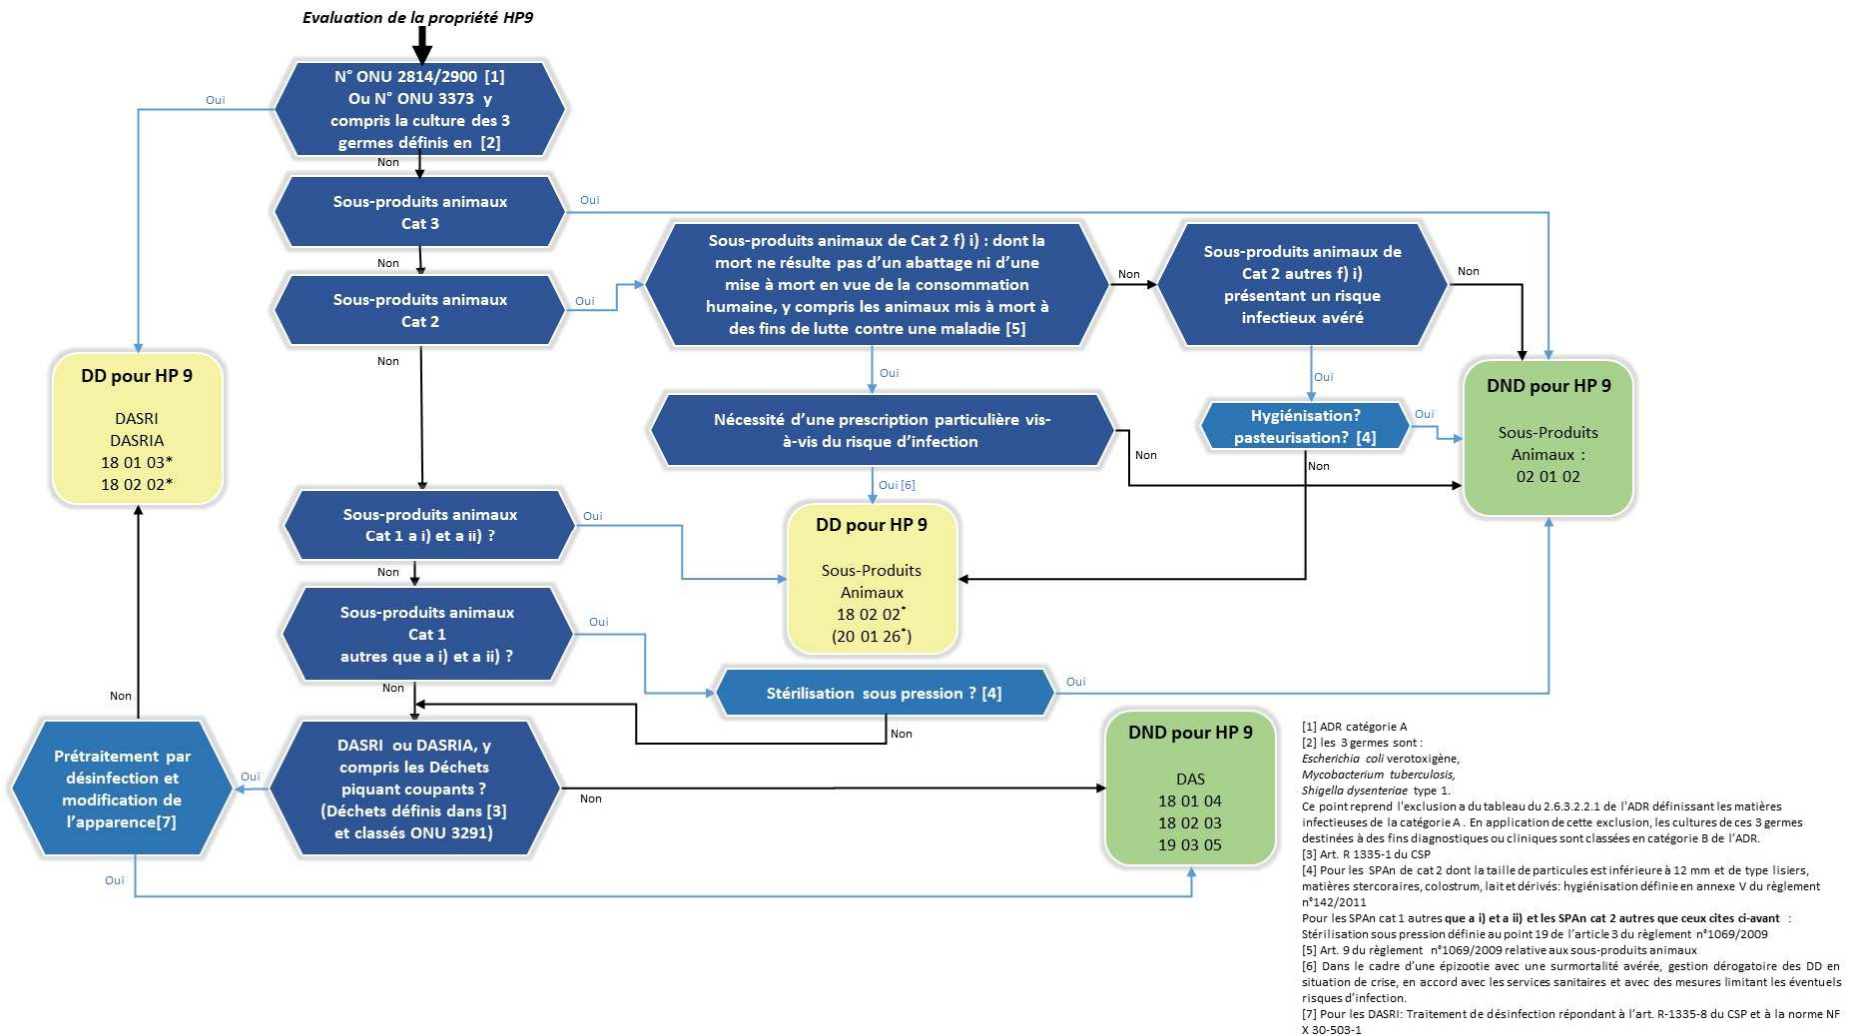 Evaluation de la propriété HP9
N° ONU 2814/2900 [1]
Ou N° ONU 3373 y
compris la culture des 3
germes définis en [2]
Oui
Non
Sous-produits animaux
Cat 3
Oui
Non
Sous-produits animaux
Cat 2
Oui
Non
Sous-produits animaux de Cat 2 f) i) : dont la
mort ne résulte pas d'un abattage ni d'une
mise à mort en vue de la consommation
humaine, y compris les animaux mis à mort à
des fins de lutte contre une maladie [5]
Non
Oui
Sous-produits animaux de
Cat 2 autres f) i)
présentant un risque
infectieux avéré
Non
Oui
DD pour HP 9
DASRI
DASRIA
18 01 03*
18 02 02*
Nécessité d'une prescription particulière vis-
à-vis du risque d'infection
Non
Oui [6]
Hygiénisation?
pasteurisation? [4]
Oui
Non
DND pour HP 9
Sous-Produits
Animaux :
02 01 02
Sous-produits animaux
Cat 1 a i) et a ii) ?
Oui
Non
DD pour HP 9
Sous-Produits
Animaux
18 02 02*
(20 01 26*)
Sous-produits animaux
Cat 1
autres que a i) et a ii) ?
Oui
Non
Stérilisation sous pression ? [4]
Oui
Non
Non
Prétraitement par
désinfection et
modification de
l'apparence[7]
Oui
Oui
DASRI ou DASRIA, y
compris les Déchets
piquant coupants ?
(Déchets définis dans [3]
et classés ONU 3291)
Non
DND pour HP 9
DAS
18 01 04
18 02 03
19 03 05
[1] ADR catégorie A
[2] les 3 germes sont :
Escherichia coli verotoxigène,
Mycobacterium tuberculosis,
Shigella dysenteriae type 1.
Ce point reprend l'exclusion a du tableau du 2.6.3.2.2.1 de l'ADR définissant les matières
infectieuses de la catégorie A . En application de cette exclusion, les cultures de ces 3 germes
destinées à des fins diagnostiques ou cliniques sont classées en catégorie B de l'ADR.
[3] Art. R 1335-1 du CSP
[4] Pour les SPAn de cat 2 dont la taille de particules est inférieure à 12 mm et de type lisiers,
matières stercoraires, colostrum, lait et dérivés: hygiénisation définie en annexe V du règlement
n°142/2011
Pour les SPAn cat 1 autres que a i) et a ii) et les SPAn cat 2 autres que ceux cites ci-avant :
Stérilisation sous pression définie au point 19 de l'article 3 du règlement n°1069/2009
[5] Art. 9 du règlement n°1069/2009 relative aux sous-produits animaux
[6] Dans le cadre d'une épizootie avec une surmortalité avérée, gestion dérogatoire des DD en
situation de crise, en accord avec les services sanitaires et avec des mesures limitant les éventuels
risques d'infection.
[7] Pour les DASRI: Traitement de désinfection répondant à l'art. R-1335-8 du CSP et à la norme NF
X 30-503-1